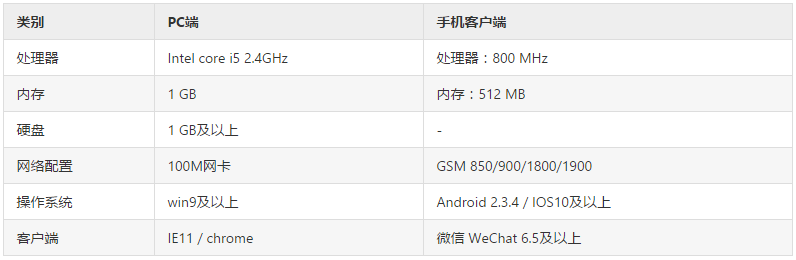 类别 PC端 手机客户端
处理器 Intel core i5 2.4GHz 处理器：800 MHz
内存 1 GB 内存：512 MB
硬盘 1 GB及以上 -
网络配置 100M网卡 GSM 850/900/1800/1900
操作系统 win9及以上 Android 2.3.4 / IOS10及以上
客户端 IE11 / chrome 微信 WeChat 6.5及以上